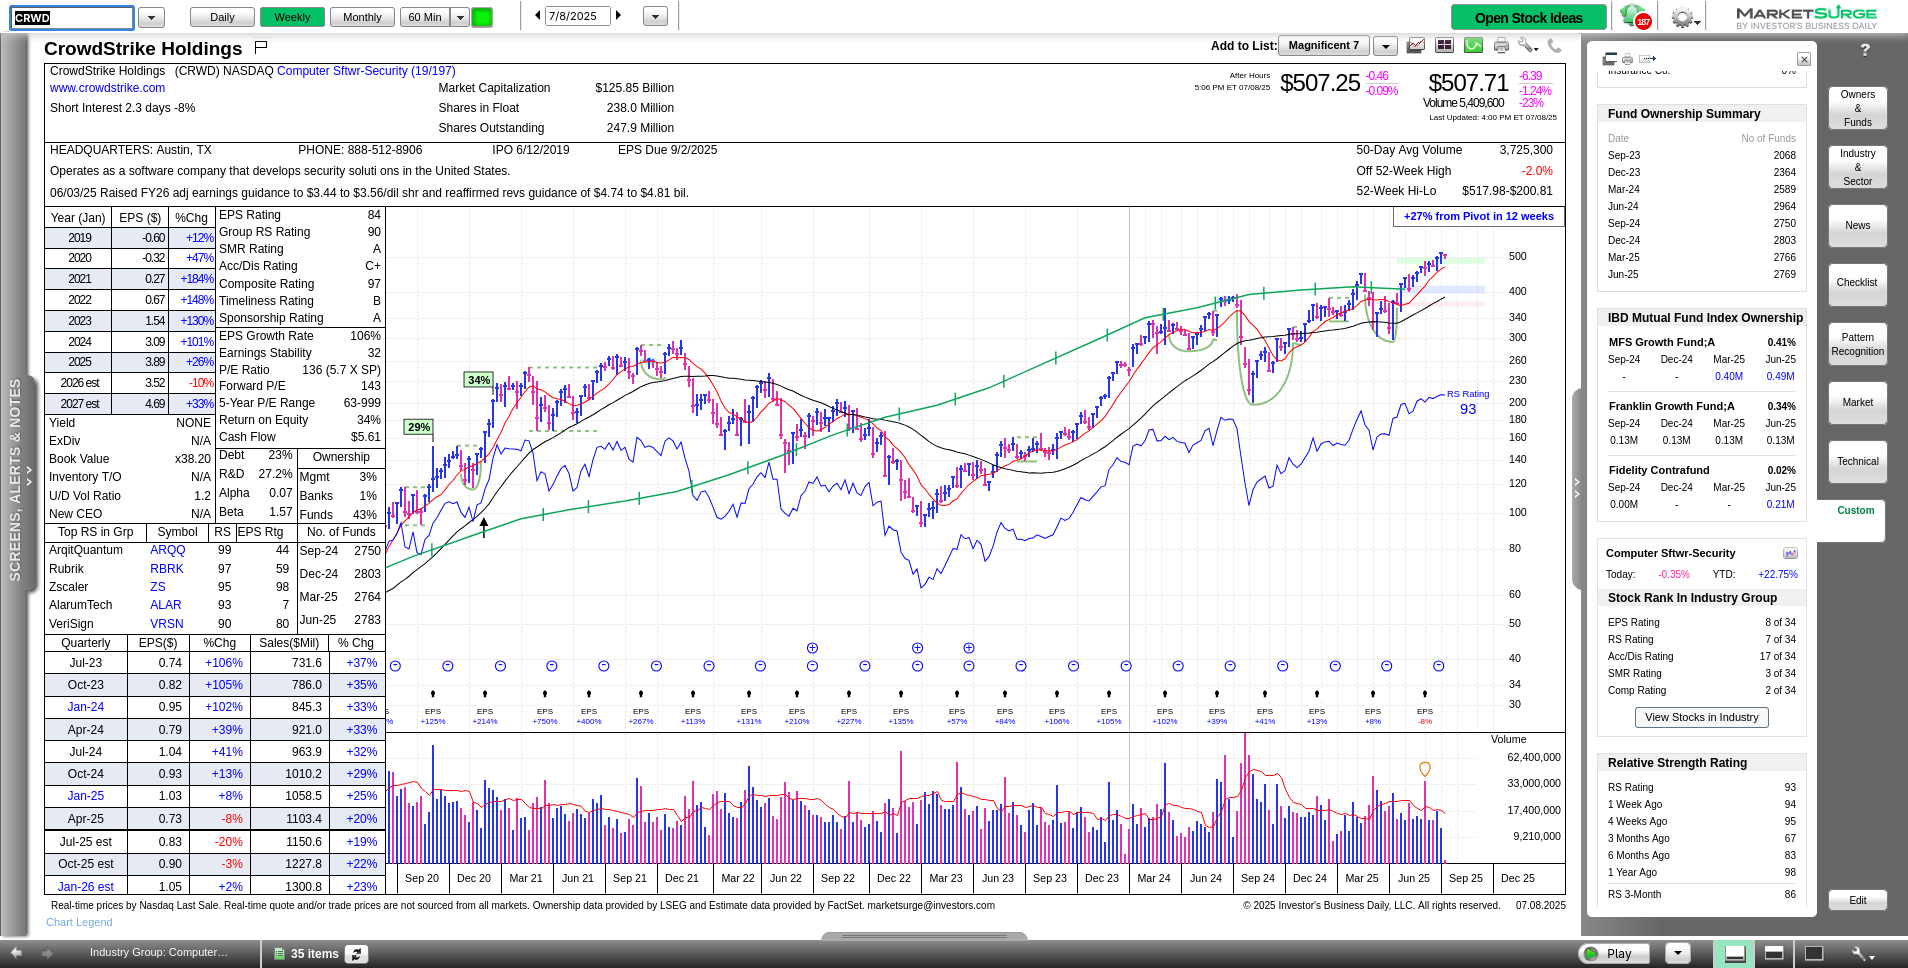 CRWD
Daily
Weekly
Monthly
60 Min
7/8/2025
Open Stock Ideas
187
MARKETSURGE
BY INVESTOR'S BUSINESS DAILY
CrowdStrike Holdings
Add to List:
Magnificent 7
CrowdStrike Holdings (CRWD) NASDAQ Computer Sftwr-Security (19/197)
www.crowdstrike.com
Short Interest 2.3 days -8%
Market Capitalization $125.85 Billion
Shares in Float 238.0 Million
Shares Outstanding 247.9 Million
After Hours
5:06 PM ET 07/08/25
$507.25 -0.46
-0.09%
$507.71 -6.39
-1.24%
Volume 5,409,600 -23%
Last Updated: 4:00 PM ET 07/08/25
HEADQUARTERS: Austin, TX PHONE: 888-512-8906 IPO 6/12/2019 EPS Due 9/2/2025
Operates as a software company that develops security soluti ons in the United States.
06/03/25 Raised FY26 adj earnings guidance to $3.44 to $3.56/dil shr and reaffirmed revs guidance of $4.74 to $4.81 bil.
50-Day Avg Volume 3,725,300
Off 52-Week High -2.0%
52-Week Hi-Lo $517.98-$200.81
Year (Jan) EPS ($) %Chg
2019 -0.60 +12%
2020 -0.32 +47%
2021 0.27 +184%
2022 0.67 +148%
2023 1.54 +130%
2024 3.09 +101%
2025 3.89 +26%
2026 est 3.52 -10%
2027 est 4.69 +33%
Yield NONE
ExDiv N/A
Book Value x38.20
Inventory T/O N/A
U/D Vol Ratio 1.2
New CEO N/A
EPS Rating 84
Group RS Rating 90
SMR Rating A
Acc/Dis Rating C+
Composite Rating 97
Timeliness Rating B
Sponsorship Rating A
EPS Growth Rate 106%
Earnings Stability 32
P/E Ratio 136 (5.7 X SP)
Forward P/E 143
5-Year P/E Range 63-999
Return on Equity 34%
Cash Flow $5.61
Debt 23%
R&D 27.2%
Alpha 0.07
Beta 1.57
Ownership
Mgmt 3%
Banks 1%
Funds 43%
Top RS in Grp Symbol RS EPS Rtg
ArqitQuantum ARQQ 99 44
Rubrik RBRK 97 59
Zscaler ZS 95 98
AlarumTech ALAR 93 7
VeriSign VRSN 90 80
No. of Funds
Sep-24 2750
Dec-24 2803
Mar-25 2764
Jun-25 2783
Quarterly EPS($) %Chg Sales($Mil) % Chg
Jul-23 0.74 +106% 731.6 +37%
Oct-23 0.82 +105% 786.0 +35%
Jan-24 0.95 +102% 845.3 +33%
Apr-24 0.79 +39% 921.0 +33%
Jul-24 1.04 +41% 963.9 +32%
Oct-24 0.93 +13% 1010.2 +29%
Jan-25 1.03 +8% 1058.5 +25%
Apr-25 0.73 -8% 1103.4 +20%
Jul-25 est 0.83 -20% 1150.6 +19%
Oct-25 est 0.90 -3% 1227.8 +22%
Jan-26 est 1.05 +2% 1300.8 +23%
+27% from Pivot in 12 weeks
34%
29%
RS Rating
93
500
400
340
300
260
230
200
180
160
140
120
100
80
60
50
40
34
30
EPS EPS EPS EPS EPS EPS EPS EPS EPS EPS EPS EPS EPS EPS EPS EPS EPS EPS EPS EPS
+125% +214% +750% +400% +267% +113% +131% +210% +227% +135% +57% +84% +106% +105% +102% +39% +41% +13% +8% -8%
Volume
62,400,000
33,000,000
17,400,000
9,210,000
Sep 20 Dec 20 Mar 21 Jun 21 Sep 21 Dec 21 Mar 22 Jun 22 Sep 22 Dec 22 Mar 23 Jun 23 Sep 23 Dec 23 Mar 24 Jun 24 Sep 24 Dec 24 Mar 25 Jun 25 Sep 25 Dec 25
Real-time prices by Nasdaq Last Sale. Real-time quote and/or trade prices are not sourced from all markets. Ownership data provided by LSEG and Estimate data provided by FactSet. marketsurge@investors.com
© 2025 Investor's Business Daily, LLC. All rights reserved. 07.08.2025
Chart Legend
SCREENS, ALERTS & NOTES
Fund Ownership Summary
Date No of Funds
Sep-23 2068
Dec-23 2364
Mar-24 2589
Jun-24 2964
Sep-24 2750
Dec-24 2803
Mar-25 2766
Jun-25 2769
IBD Mutual Fund Index Ownership
MFS Growth Fund;A 0.41%
Sep-24 Dec-24 Mar-25 Jun-25
- - 0.40M 0.49M
Franklin Growth Fund;A 0.34%
Sep-24 Dec-24 Mar-25 Jun-25
0.13M 0.13M 0.13M 0.13M
Fidelity Contrafund 0.02%
Sep-24 Dec-24 Mar-25 Jun-25
0.00M - - 0.21M
Computer Sftwr-Security
Today: -0.35% YTD: +22.75%
Stock Rank In Industry Group
EPS Rating 8 of 34
RS Rating 7 of 34
Acc/Dis Rating 17 of 34
SMR Rating 3 of 34
Comp Rating 2 of 34
View Stocks in Industry
Relative Strength Rating
RS Rating 93
1 Week Ago 94
4 Weeks Ago 95
3 Months Ago 67
6 Months Ago 83
1 Year Ago 98
RS 3-Month 86
?
Owners
&
Funds
Industry
&
Sector
News
Checklist
Pattern
Recognition
Market
Technical
Custom
Edit
Industry Group: Computer...
35 items
Play